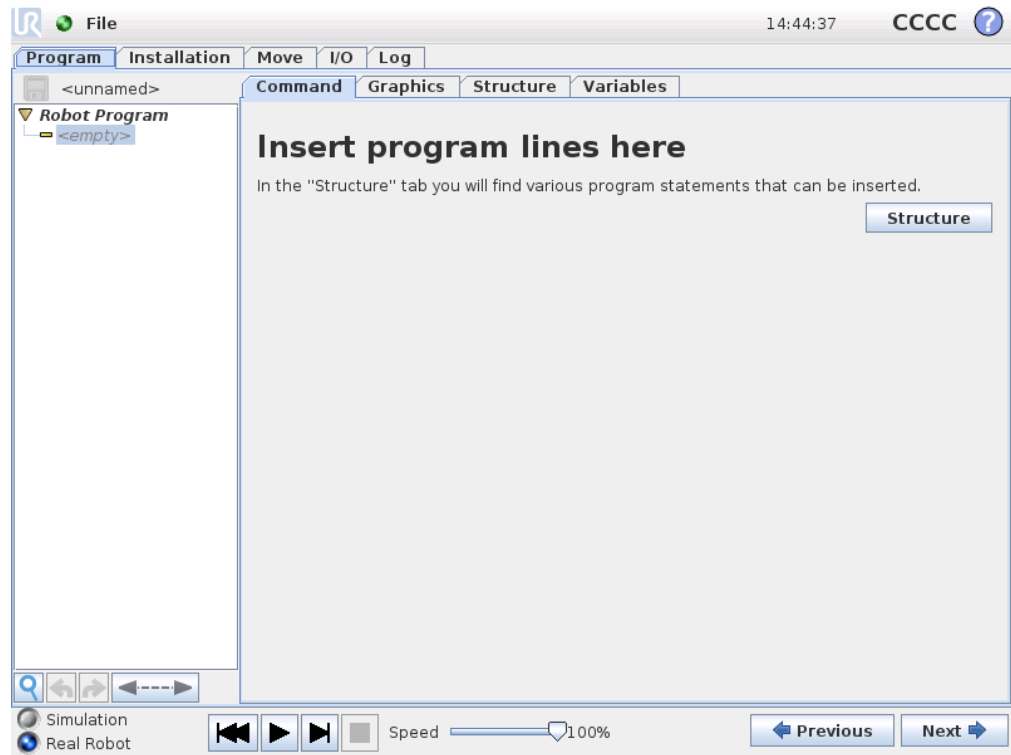 UR File 14:44:37 CCCC ?
Program Installation Move I/O Log
<unnamed>
Command Graphics Structure Variables
Robot Program
<empty>
Insert program lines here
In the "Structure" tab you will find various program statements that can be inserted.
Structure
Simulation
Real Robot
Speed 100%
Previous Next